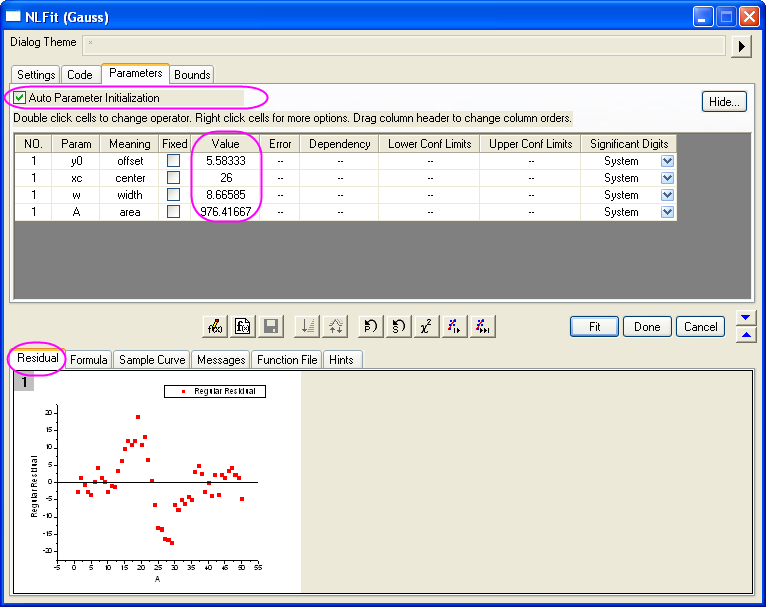 NLFit (Gauss)
Dialog Theme *
Settings Code Parameters Bounds
Auto Parameter Initialization
Hide...
Double click cells to change operator. Right click cells for more options. Drag column header to change column orders.
NO. Param Meaning Fixed Value Error Dependency Lower Conf Limits Upper Conf Limits Significant Digits
1 y0 offset 5.58333 -- -- -- -- System
1 xc center 26 -- -- -- -- System
1 w width 8.66585 -- -- -- -- System
1 A area 976.41667 -- -- -- -- System
Fit Done Cancel
Residual Formula Sample Curve Messages Function File Hints
1
Regular Residual
20
15
10
5
0
-5
-10
-15
-20
Regular Residual
-5 0 5 10 15 20 25 30 35 40 45 50 55
A